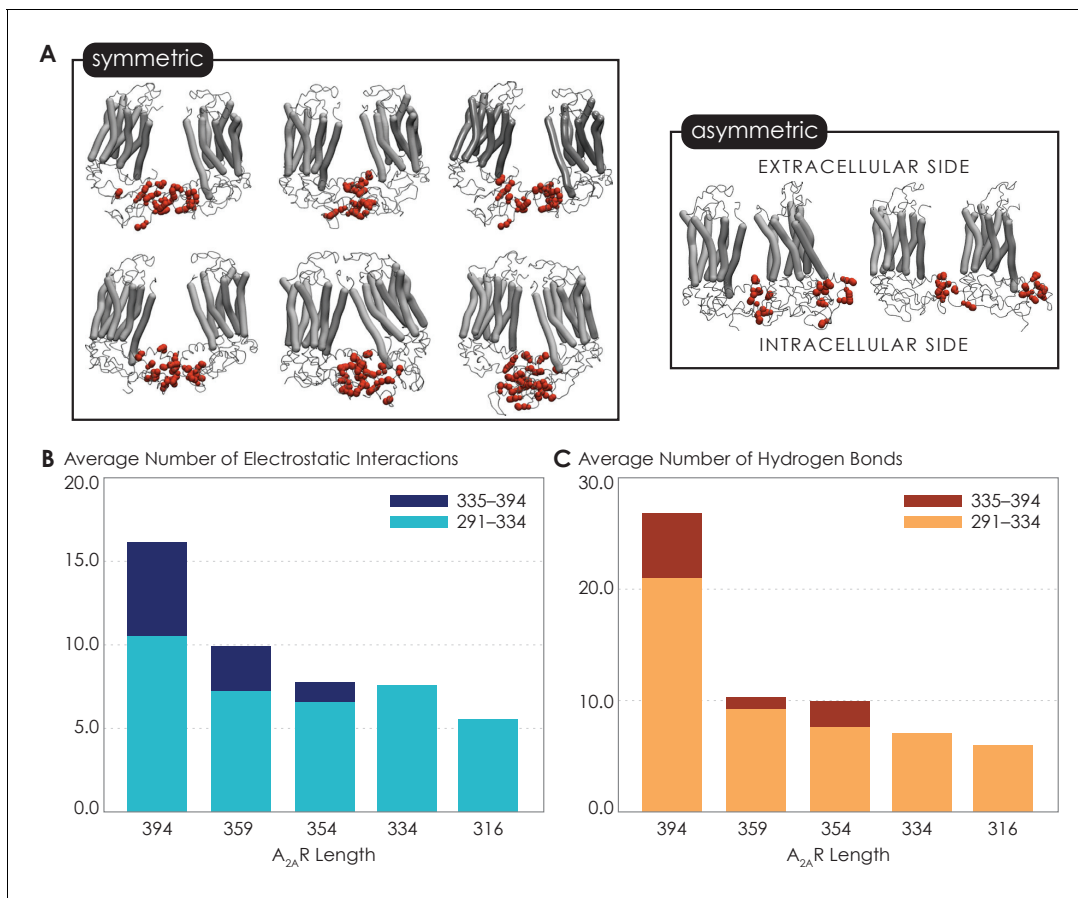 A
symmetric
asymmetric
EXTRACELLULAR SIDE
INTRACELLULAR SIDE
B Average Number of Electrostatic Interactions
20.0
15.0
10.0
5.0
0.0
335–394
291–334
394 359 354 334 316
A2AR Length
C Average Number of Hydrogen Bonds
30.0
20.0
10.0
0.0
335–394
291–334
394 359 354 334 316
A2AR Length